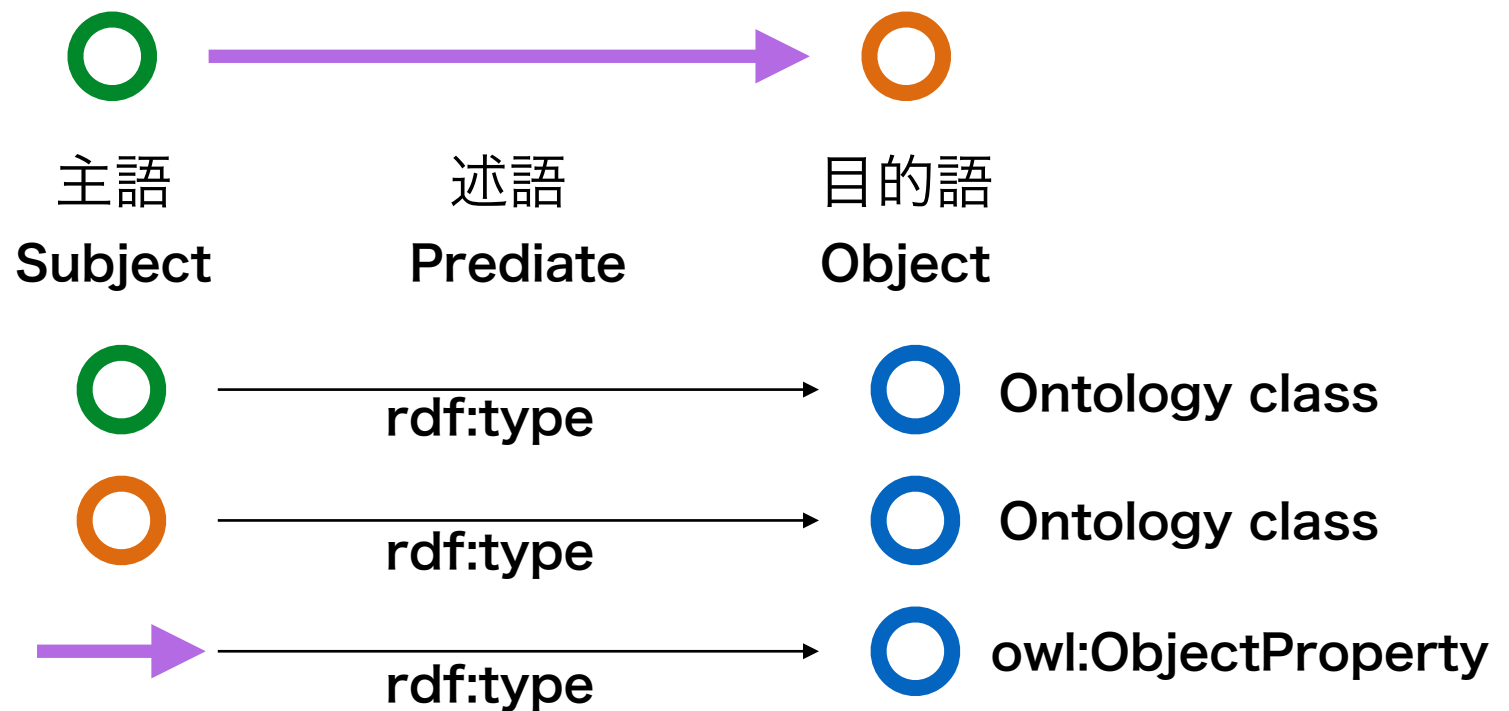 主語 述語 目的語
Subject Prediate Object
rdf:type Ontology class
rdf:type Ontology class
rdf:type owl:ObjectProperty